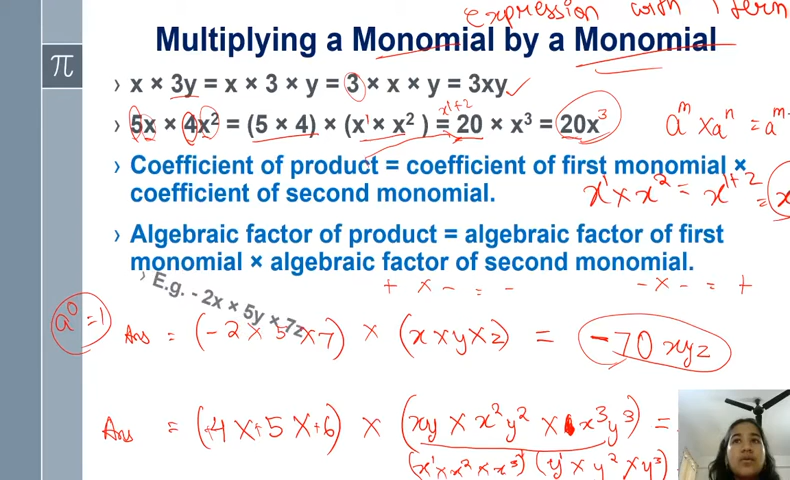 expression with 1 term
Multiplying a Monomial by a Monomial
π
› x × 3y = x × 3 × y = 3 × x × y = 3xy ✓
x¹⁺²
› 5x × 4x² = (5 × 4) × (x¹ × x² ) = 20 × x³ = 20x³
aᵐ × aⁿ = aᵐ
› Coefficient of product = coefficient of first monomial ×
coefficient of second monomial.
x¹ × x² = x¹⁺² = x
› Algebraic factor of product = algebraic factor of first
monomial × algebraic factor of second monomial.
› E.g. - 2x × 5y × 7z
+ × - = -
- × - = +
a⁰ = 1
Ans = (-2 × 5 × 7) × (x × y × z) = -70 xyz
Ans = (+4 × +5 × +6) × (xy × x²y² × x³y³) =
(x¹ × x² × x³) (y¹ × y² × y³)